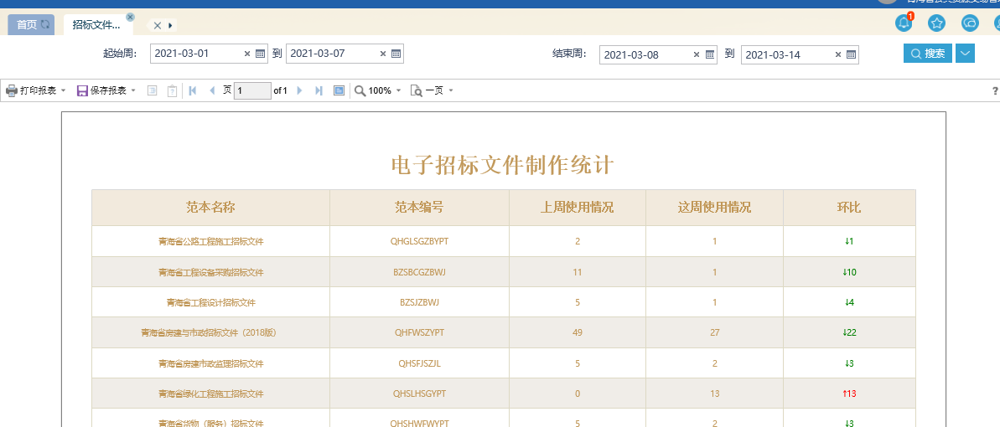 首页 招标文件...
1
起始周: 2021-03-01 到 2021-03-07 结束周: 2021-03-08 到 2021-03-14 搜索
打印报表 保存报表 页 1 of 1 100% 一页 ?
电子招标文件制作统计
范本名称 范本编号 上周使用情况 这周使用情况 环比
青海省公路工程施工招标文件 QHGLSGZBYPT 2 1 ↓1
青海省工程设备采购招标文件 BZSBCGZBWJ 11 1 ↓10
青海省工程设计招标文件 BZSJZBWJ 5 1 ↓4
青海省房建与市政招标文件（2018版） QHFWSZYPT 49 27 ↓22
青海省房建市政监理招标文件 QHSFJSZJL 5 2 ↓3
青海省绿化工程施工招标文件 QHSLHSGYPT 0 13 ↑13
青海省货物（服务）招标文件 QHSHWFWYPT 5 2 ↓3